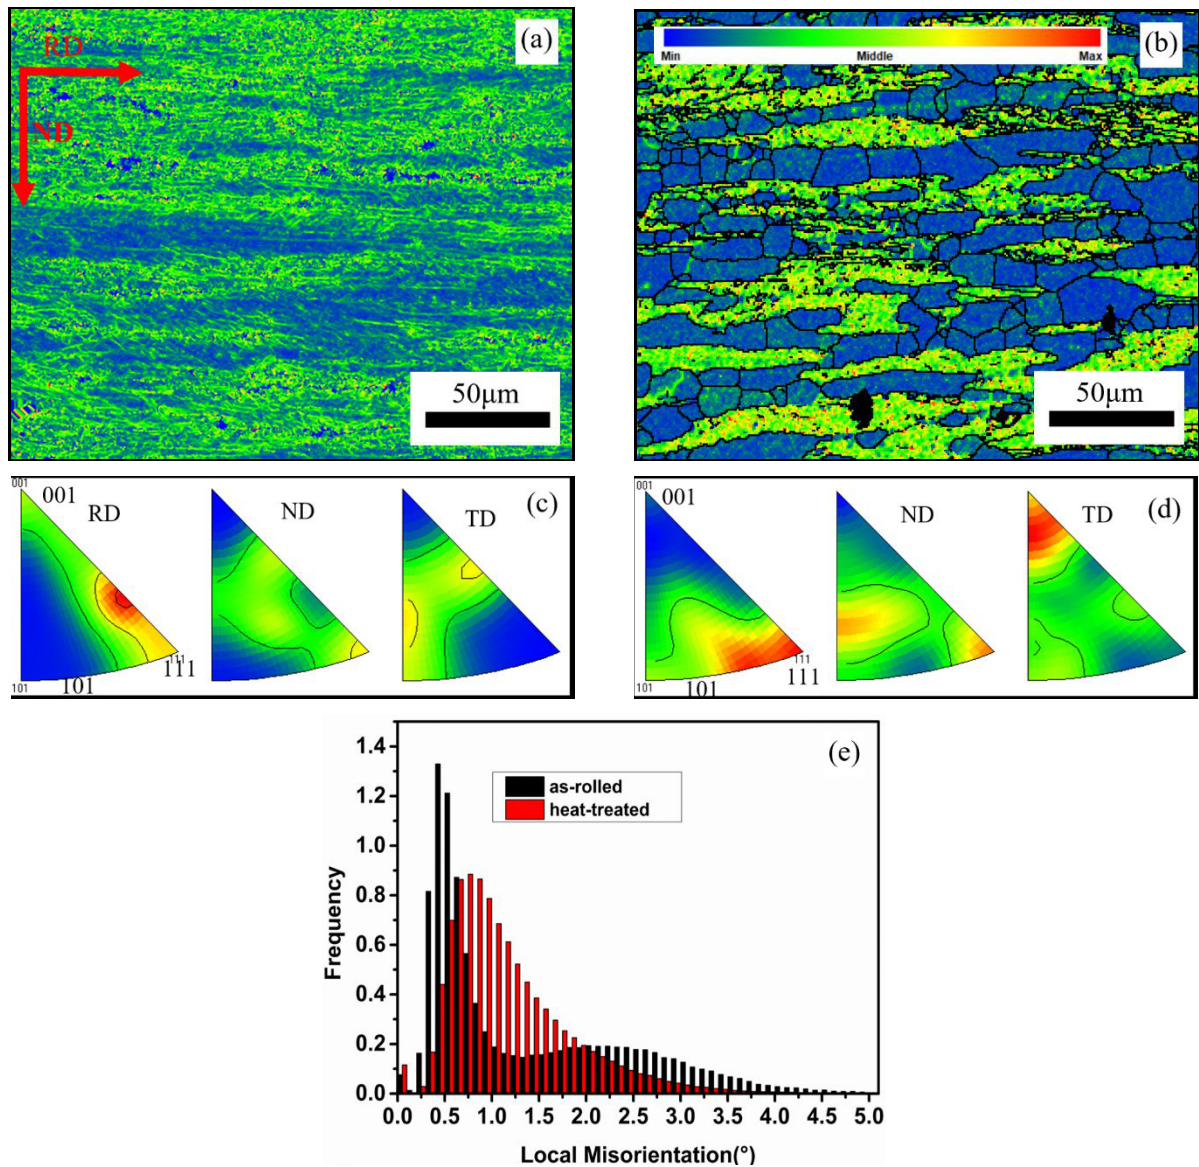 (a)
RD
ND
50μm
(b)
Min Middle Max
50μm
001
001
RD
ND
TD
(c)
101
101
111
111
001
001
ND
TD
(d)
101
101
111
111
(e)
as-rolled
heat-treated
Frequency
1.4
1.2
1.0
0.8
0.6
0.4
0.2
0.0
0.0 0.5 1.0 1.5 2.0 2.5 3.0 3.5 4.0 4.5 5.0
Local Misorientation(°)